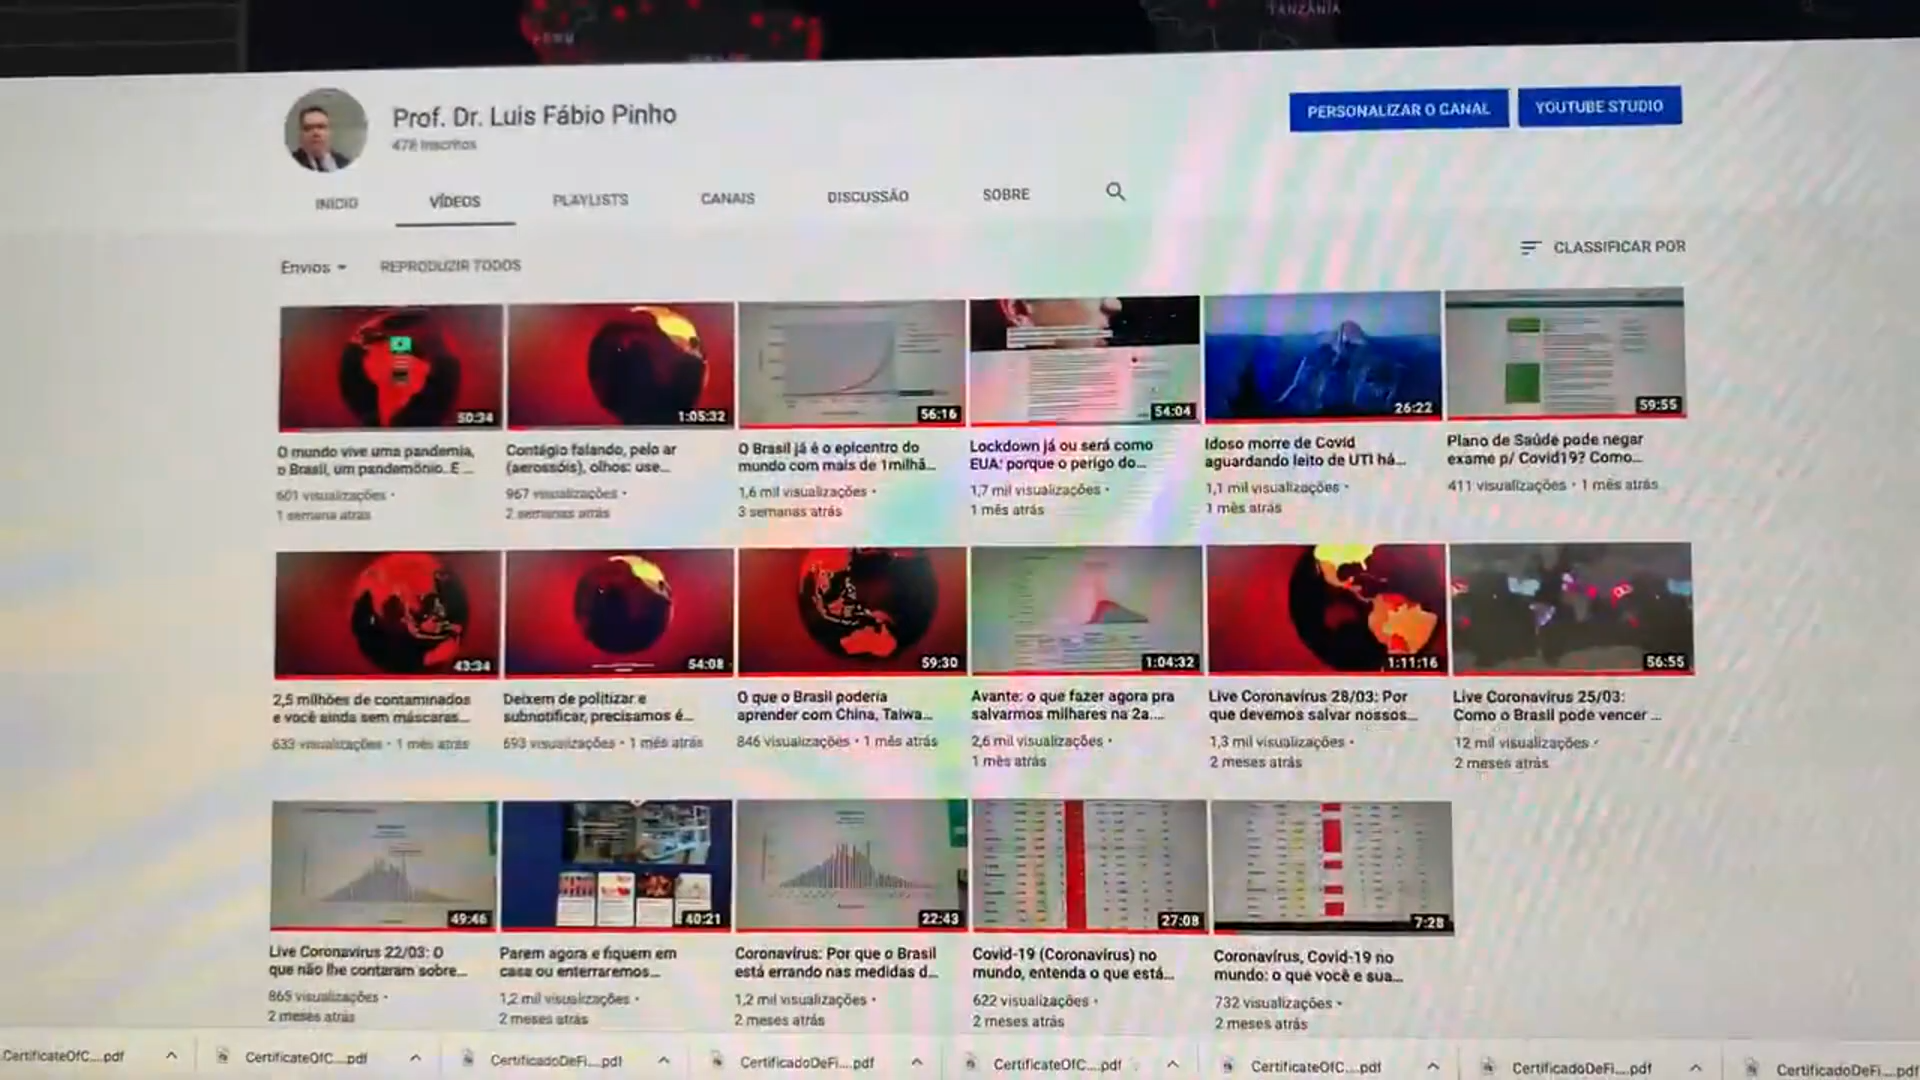 TANZANIA
Prof. Dr. Luis Fábio Pinho
478 inscritos
PERSONALIZAR O CANAL
YOUTUBE STUDIO
INÍCIO
VÍDEOS
PLAYLISTS
CANAIS
DISCUSSÃO
SOBRE
Envios
REPRODUZIR TODOS
CLASSIFICAR POR
50:34
1:05:32
56:16
54:04
26:22
59:55
O mundo vive uma pandemia,
o Brasil, um pandemônio. E ...
601 visualizações •
1 semana atrás
Contágio falando, pelo ar
(aerossóis), olhos: use...
967 visualizações •
2 semanas atrás
O Brasil já é o epicentro do
mundo com mais de 1milhã...
1,6 mil visualizações •
3 semanas atrás
Lockdown já ou será como
EUA: porque o perigo do...
1,7 mil visualizações •
1 mês atrás
Idoso morre de Covid
aguardando leito de UTI há...
1,1 mil visualizações •
1 mês atrás
Plano de Saúde pode negar
exame p/ Covid19? Como...
411 visualizações • 1 mês atrás
43:34
54:08
59:30
1:04:32
1:11:16
56:55
2,5 milhões de contaminados
e você ainda sem máscaras...
633 visualizações • 1 mês atrás
Deixem de politizar e
subnotificar, precisamos é...
693 visualizações • 1 mês atrás
O que o Brasil poderia
aprender com China, Taiwa...
846 visualizações • 1 mês atrás
Avante: o que fazer agora pra
salvarmos milhares na 2a....
2,6 mil visualizações •
1 mês atrás
Live Coronavírus 28/03: Por
que devemos salvar nossos...
1,3 mil visualizações •
2 meses atrás
Live Coronavírus 25/03:
Como o Brasil pode vencer ...
12 mil visualizações •
2 meses atrás
49:46
40:21
22:43
27:08
7:28
Live Coronavírus 22/03: O
que não lhe contaram sobre...
865 visualizações •
2 meses atrás
Parem agora e fiquem em
casa ou enterraremos...
1,2 mil visualizações •
2 meses atrás
Coronavírus: Por que o Brasil
está errando nas medidas d...
1,2 mil visualizações •
2 meses atrás
Covid-19 (Coronavírus) no
mundo, entenda o que está...
622 visualizações •
2 meses atrás
Coronavírus, Covid-19 no
mundo: o que você e sua...
732 visualizações •
2 meses atrás
CertificateOfC....pdf
CertificateOfC....pdf
CertificadoDeFi....pdf
CertificadoDeFi....pdf
CertificateOfC....pdf
CertificateOfC....pdf
CertificadoDeFi....pdf
CertificadoDeFi....pdf